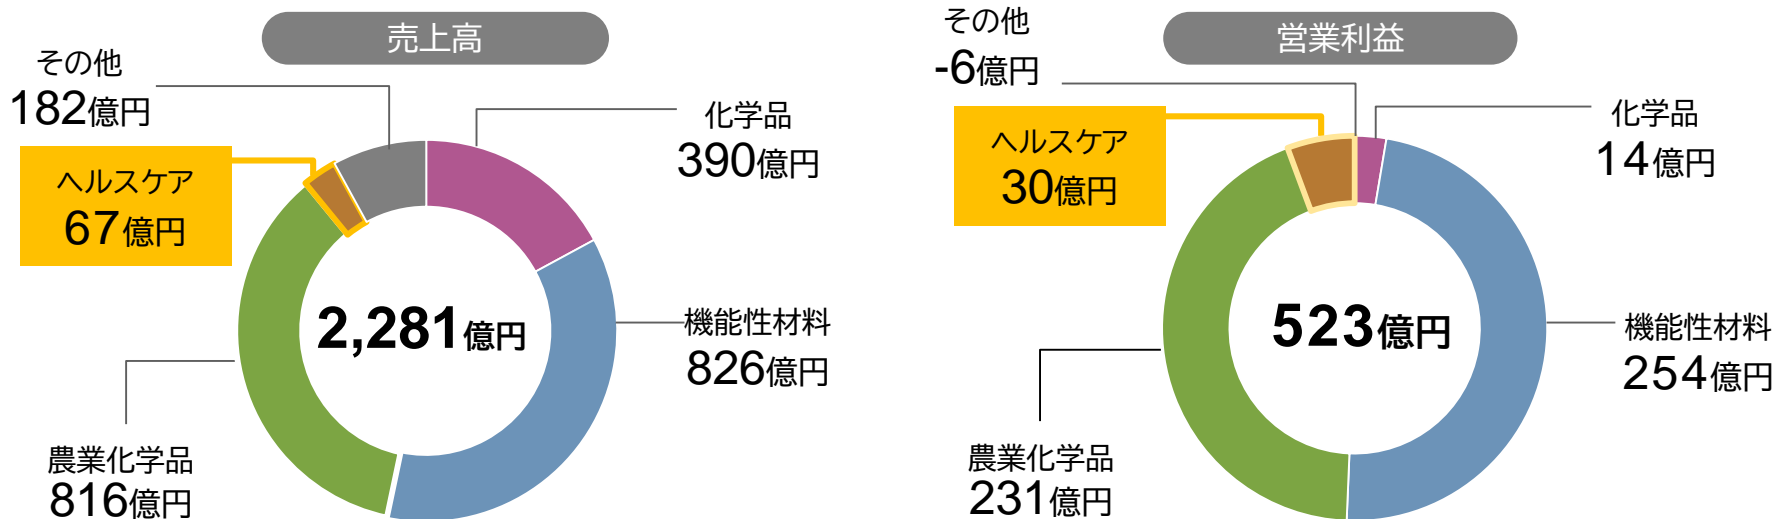 売上高
その他
182億円
ヘルスケア
67億円
化学品
390億円
2,281億円
機能性材料
826億円
農業化学品
816億円
営業利益
その他
-6億円
ヘルスケア
30億円
化学品
14億円
523億円
機能性材料
254億円
農業化学品
231億円